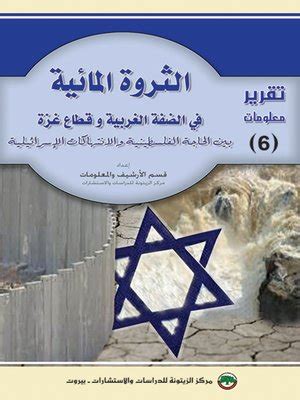 تقرير
معلومات
(6)
الثروة المائية
في الضفة الغربية وقطاع غزة
بين الحاجة الفلسطينية والانتهاكات الإسرائيلية
إعداد
قسم الأرشيف والمعلومات
مركز الزيتونة للدراسات والاستشارات
مركز الزيتونة للدراسات والاستشارات - بيروت